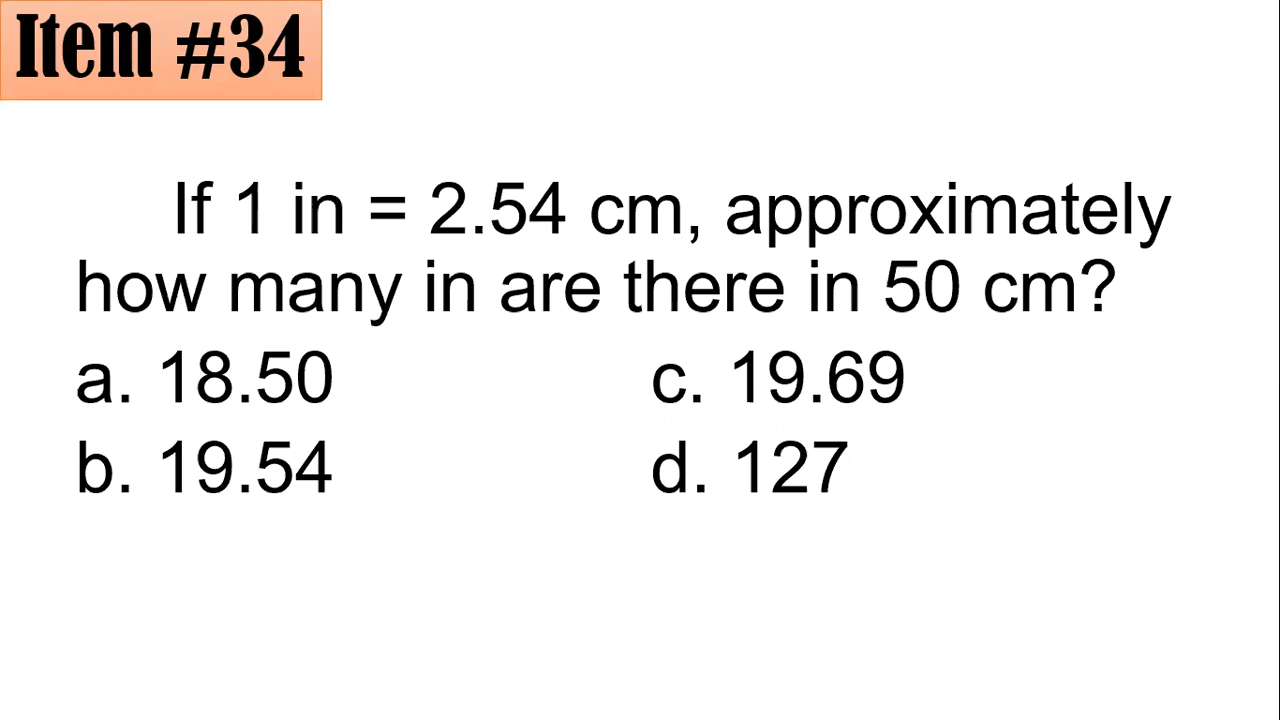 Item #34
If 1 in = 2.54 cm, approximately
how many in are there in 50 cm?
a. 18.50 c. 19.69
b. 19.54 d. 127